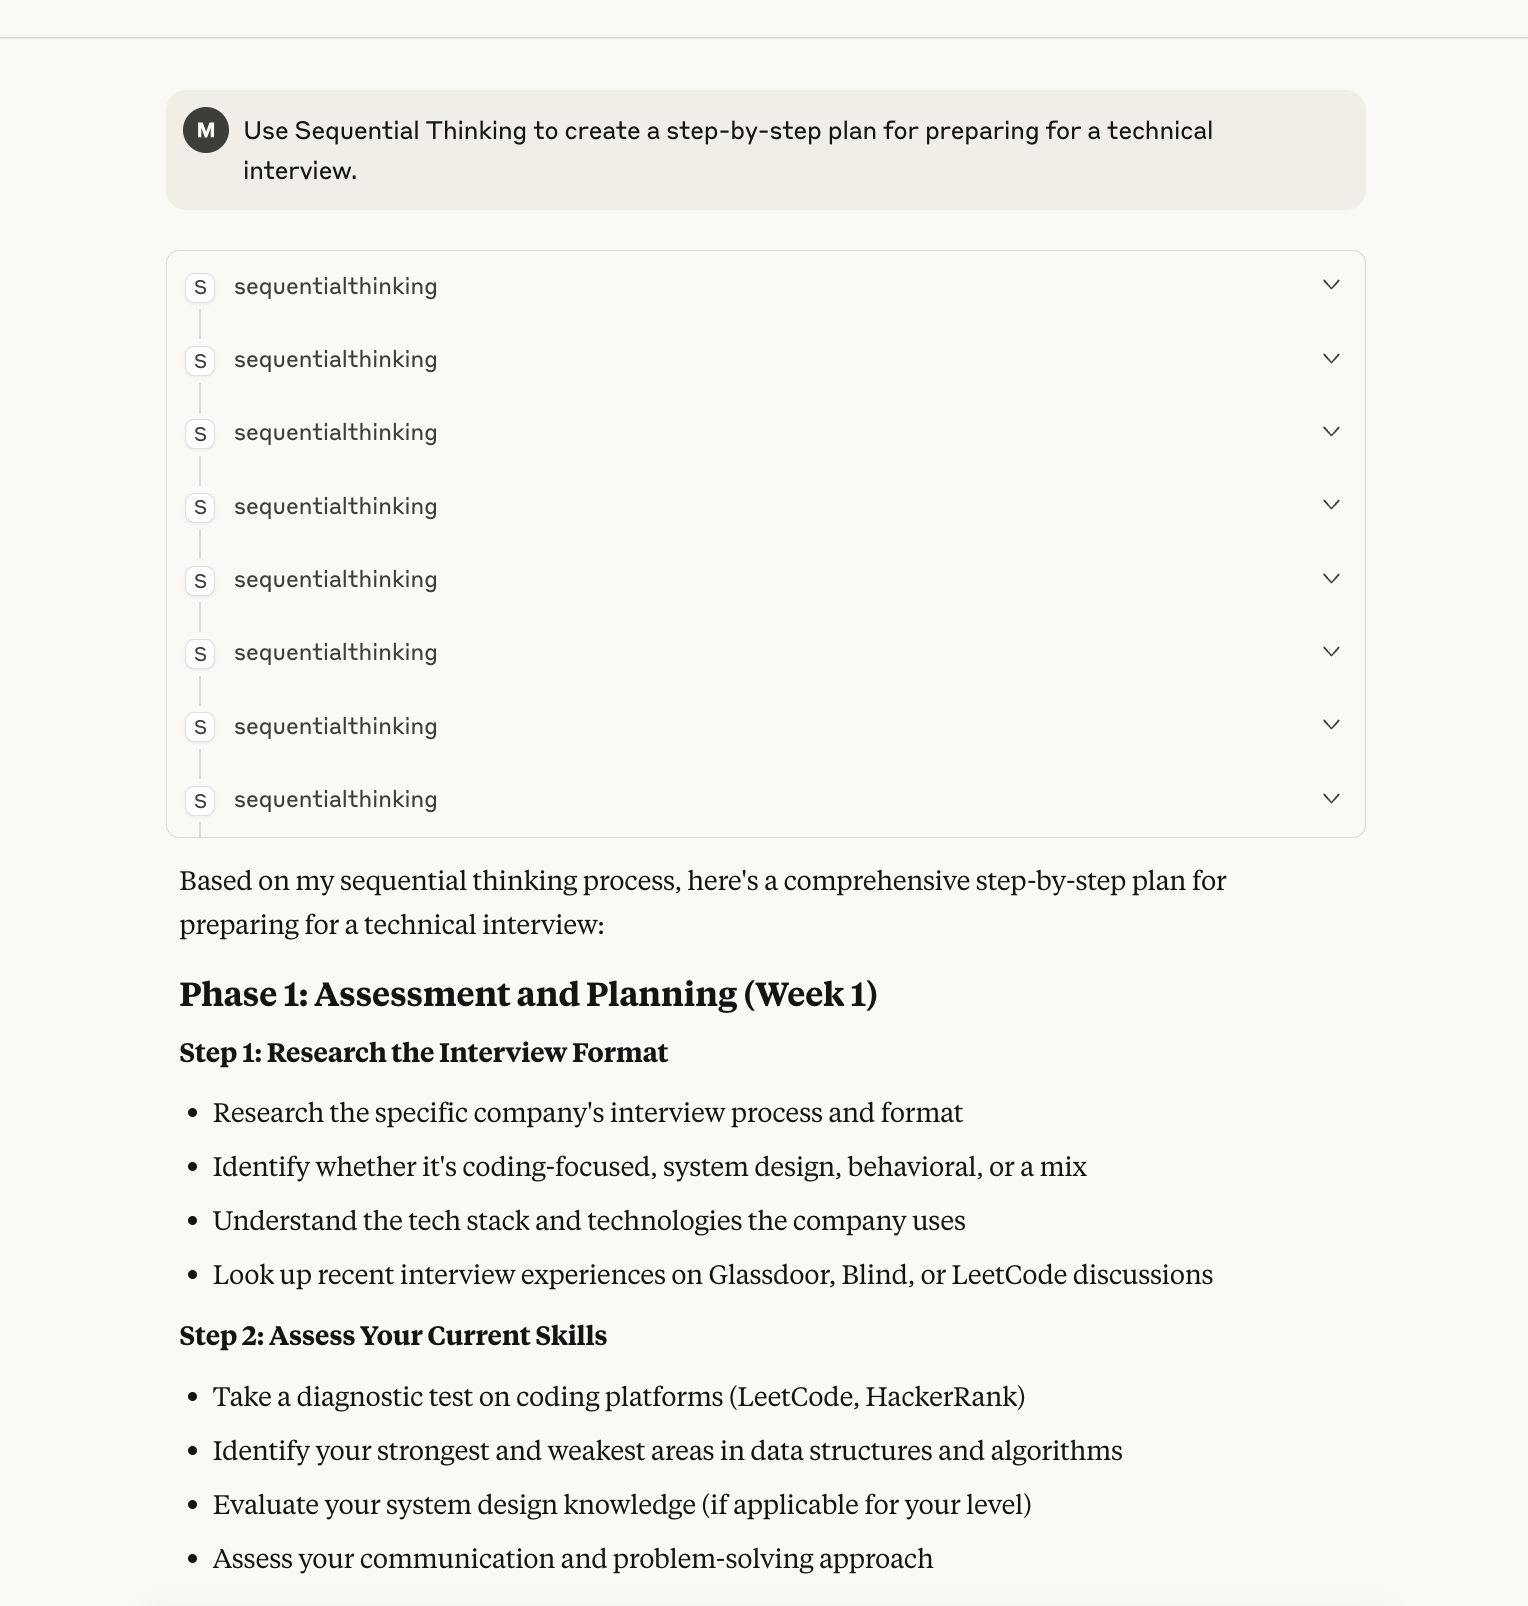 M
Use Sequential Thinking to create a step-by-step plan for preparing for a technical
interview.
S sequentialthinking
S sequentialthinking
S sequentialthinking
S sequentialthinking
S sequentialthinking
S sequentialthinking
S sequentialthinking
S sequentialthinking
Based on my sequential thinking process, here's a comprehensive step-by-step plan for
preparing for a technical interview:
Phase 1: Assessment and Planning (Week 1)
Step 1: Research the Interview Format
• Research the specific company's interview process and format
• Identify whether it's coding-focused, system design, behavioral, or a mix
• Understand the tech stack and technologies the company uses
• Look up recent interview experiences on Glassdoor, Blind, or LeetCode discussions
Step 2: Assess Your Current Skills
• Take a diagnostic test on coding platforms (LeetCode, HackerRank)
• Identify your strongest and weakest areas in data structures and algorithms
• Evaluate your system design knowledge (if applicable for your level)
• Assess your communication and problem-solving approach